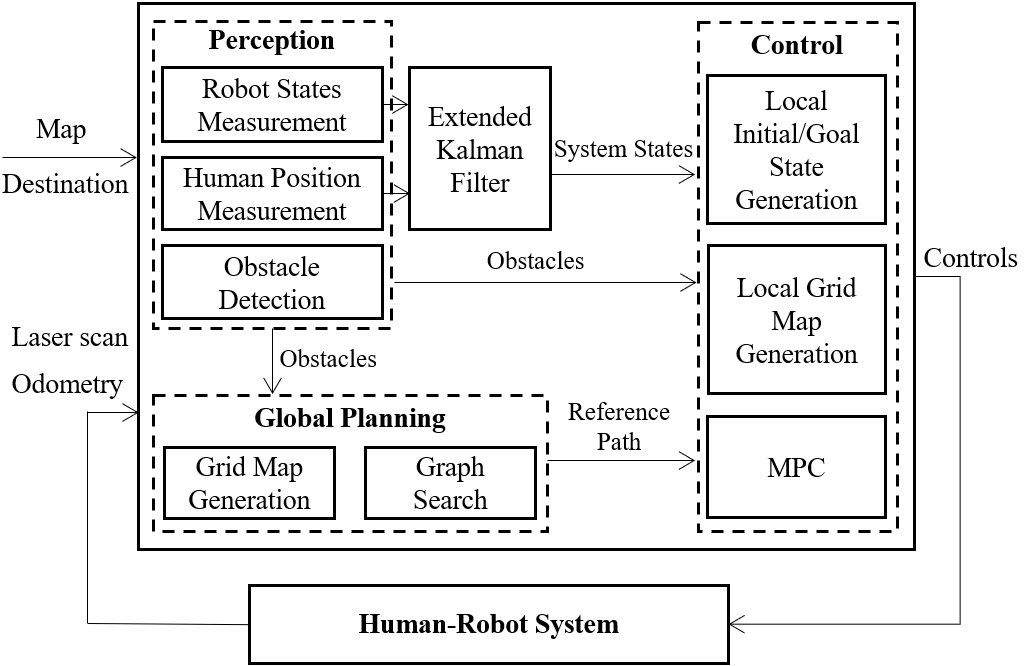 Map
Destination
Laser scan
Odometry
Perception
Robot States
Measurement
Human Position
Measurement
Obstacle
Detection
Extended
Kalman
Filter
System States
Obstacles
Obstacles
Global Planning
Grid Map
Generation
Graph
Search
Reference
Path
Control
Local
Initial/Goal
State
Generation
Local Grid
Map
Generation
MPC
Controls
Human-Robot System